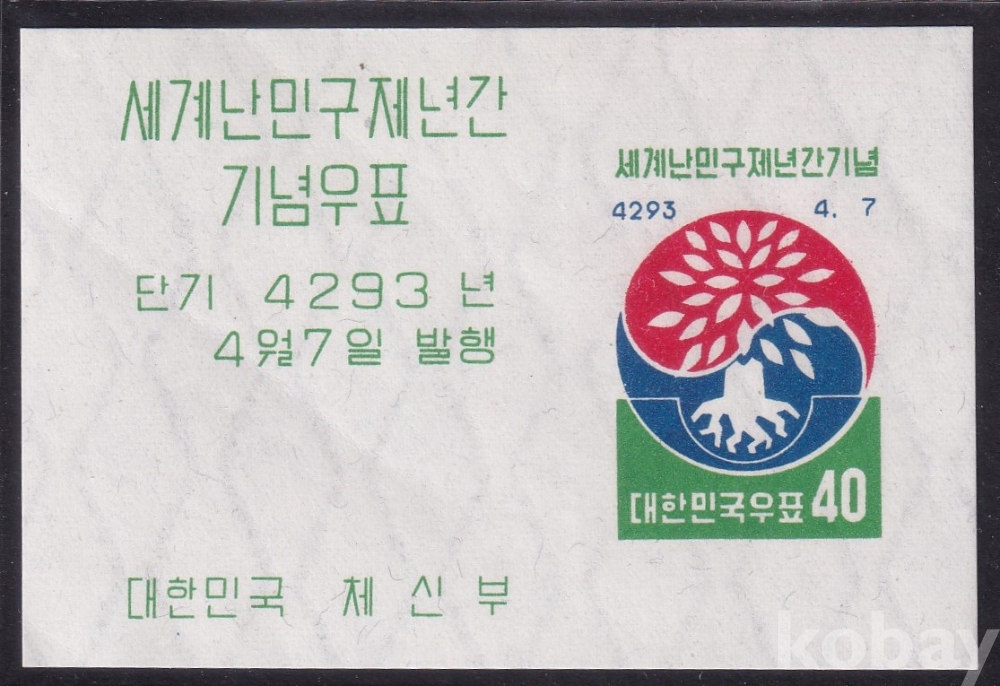 세계난민구제년간
기념우표
단기 4293 년
4월7일 발행
대한민국 체신부
세계난민구제년간기념
4293 4. 7
대한민국우표 40
kobay